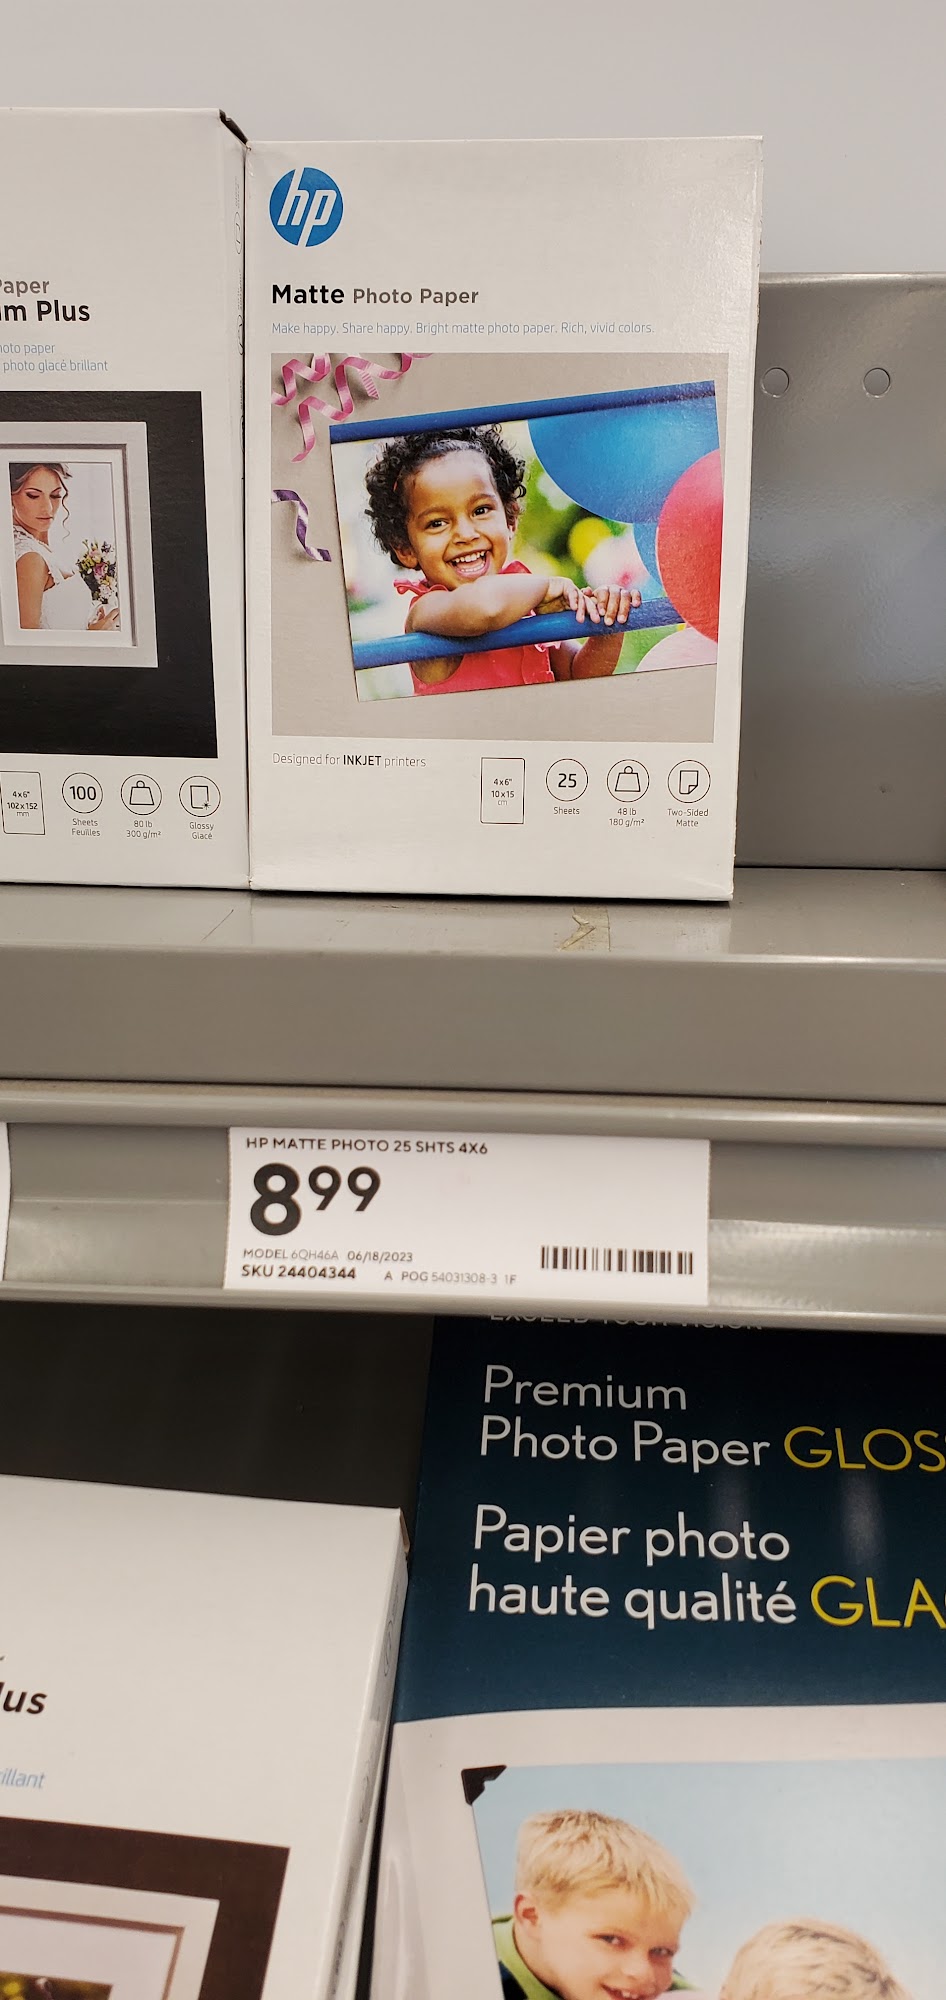 Paper
m Plus
photo paper
photo glacé brillant
4x6"
102x152
mm
100
Sheets
Feuilles
80 lb
300 g/m²
Glossy
Glacé
hp
Matte Photo Paper
Make happy. Share happy. Bright matte photo paper. Rich, vivid colors.
Designed for INKJET printers
4x6"
10x15
cm
25
Sheets
48 lb
180 g/m²
Two-Sided
Matte
HP MATTE PHOTO 25 SHTS 4X6
8 99
MODEL 6QH46A 06/18/2023
SKU 24404344 A POG 54031308-3 1F
Premium
Photo Paper GLOS
Papier photo
haute qualité GLA
lus
illant